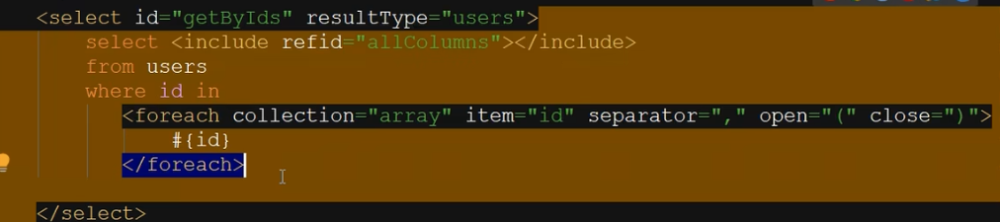 <select id="getByIds" resultType="users">
select <include refid="allColumns"></include>
from users
where id in
<foreach collection="array" item="id" separator="," open="(" close=")">
#{id}
</foreach>
</select>